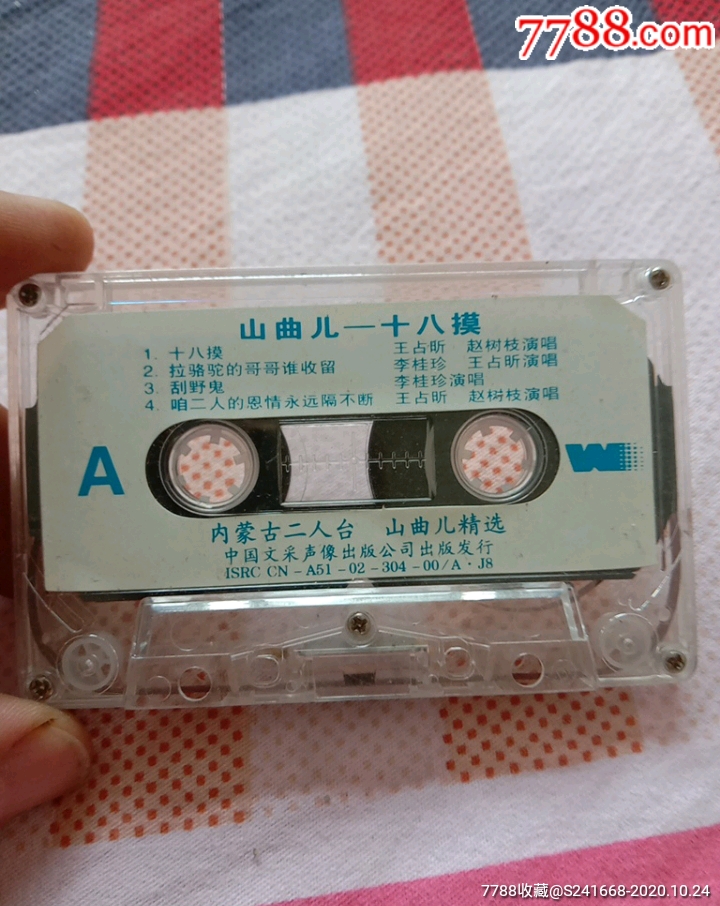 7788.com
山曲儿—十八摸
1. 十八摸 王占昕 赵树枝演唱
2. 拉骆驼的哥哥谁收留 李桂珍 王占昕演唱
3. 刮野鬼 李桂珍演唱
4. 咱二人的恩情永远隔不断 王占昕 赵树枝演唱
A
W
内蒙古二人台 山曲儿精选
中国文采声像出版公司出版发行
ISRC CN-A51-02-304-00/A·J8
7788收藏@S241668-2020.10.24